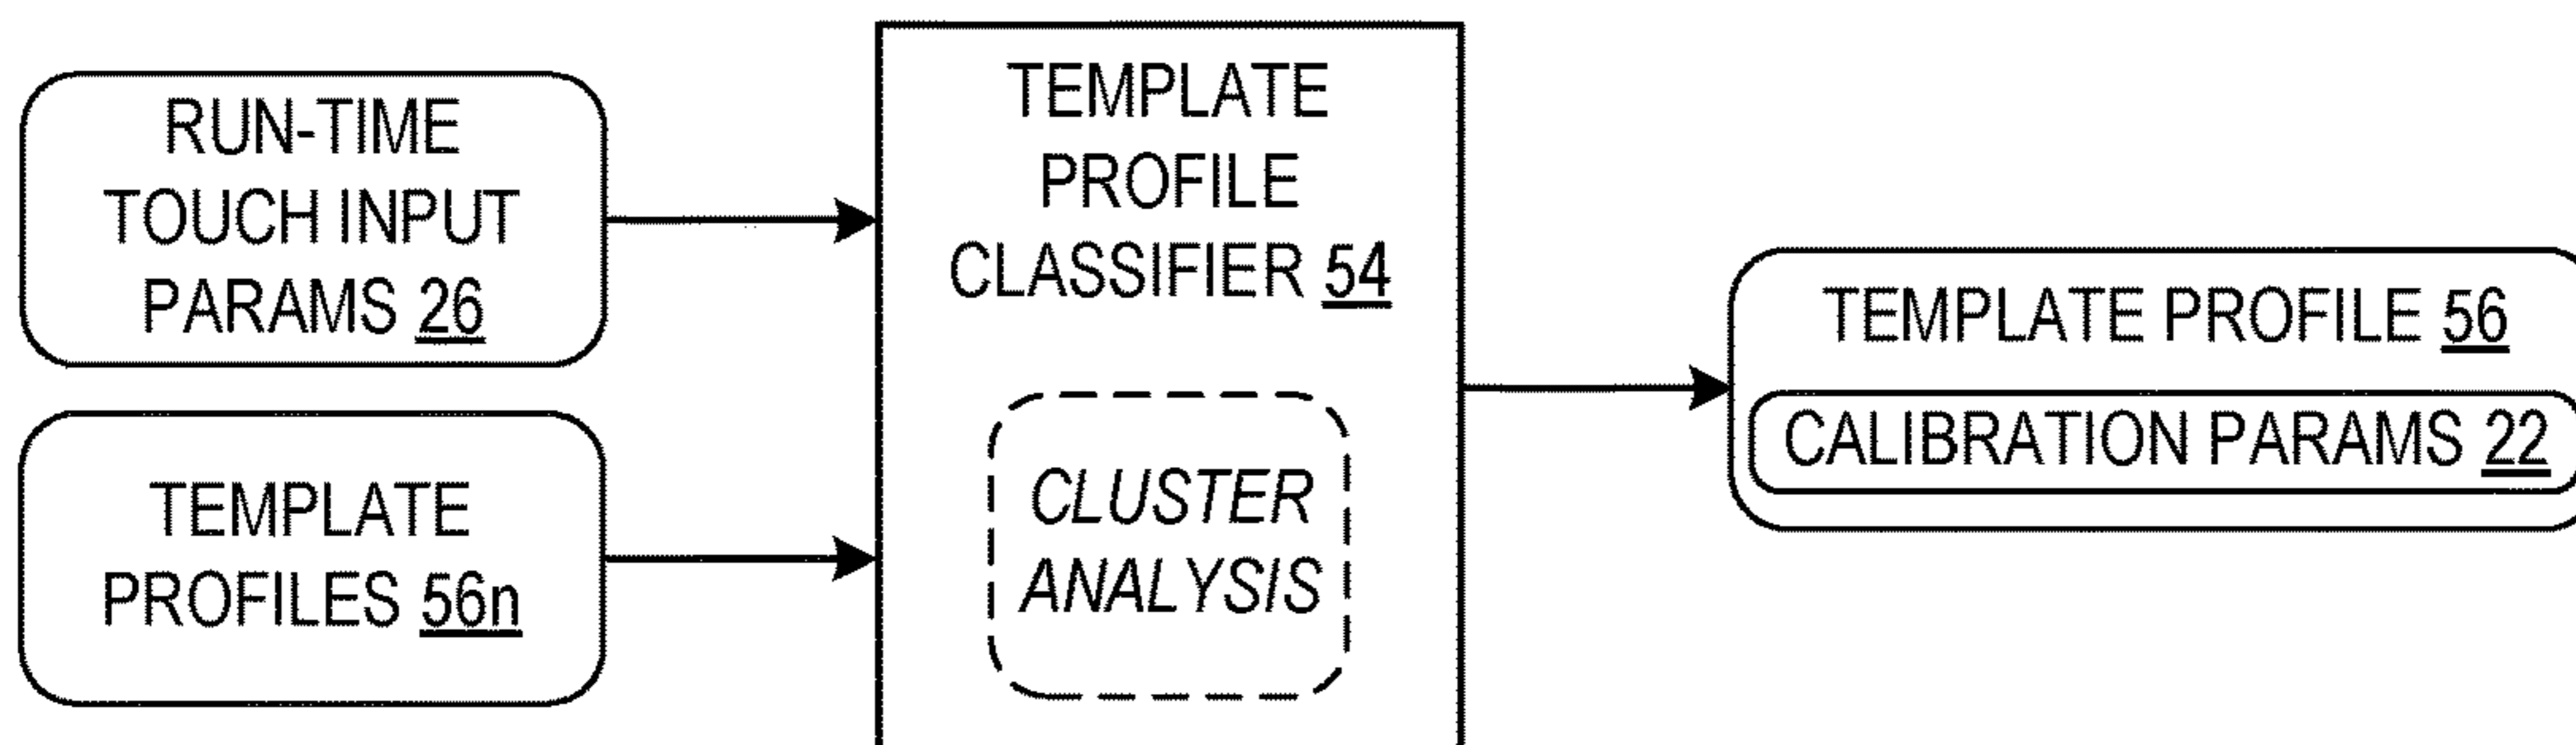 RUN-TIME
TOUCH INPUT
PARAMS 26
TEMPLATE
PROFILES 56n
TEMPLATE
PROFILE
CLASSIFIER 54
CLUSTER
ANALYSIS
TEMPLATE PROFILE 56
CALIBRATION PARAMS 22